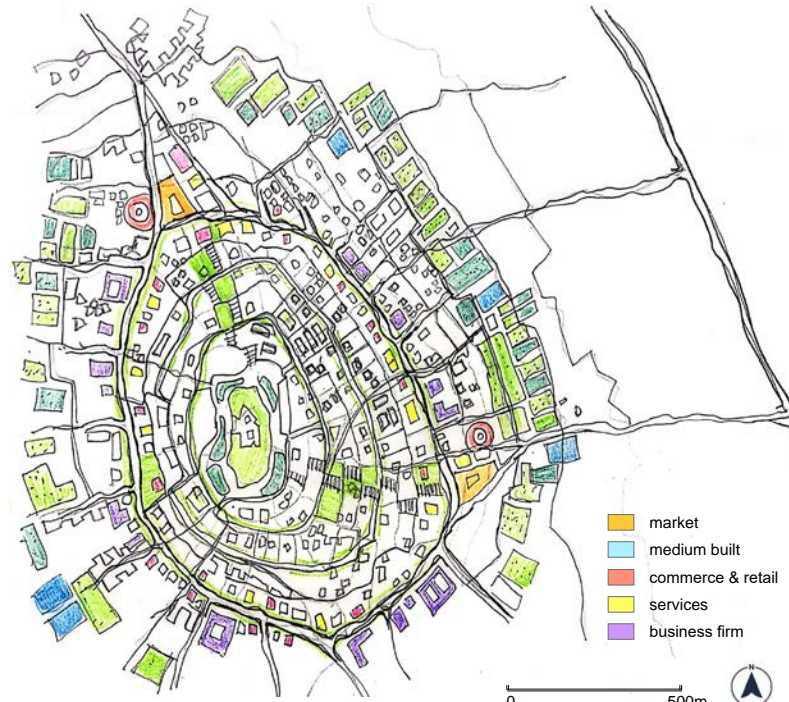 market
medium built
commerce & retail
services
business firm
N
0
500m